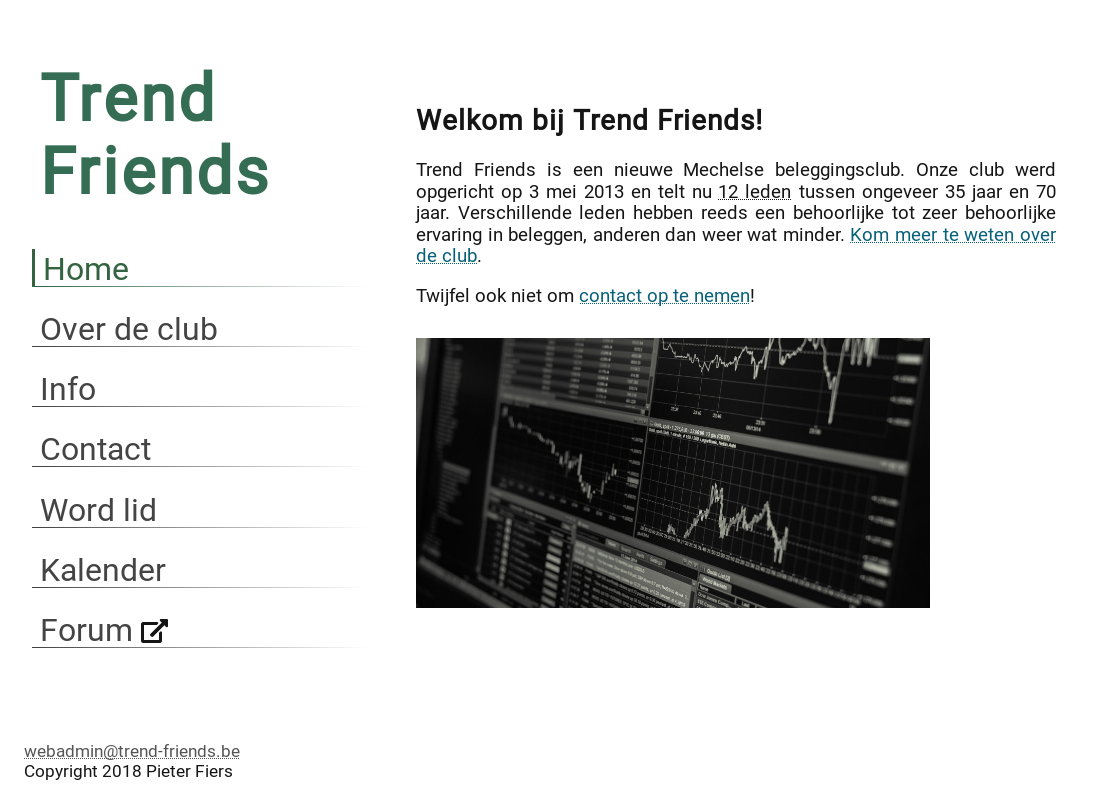 Trend
Friends
Home
Over de club
Info
Contact
Word lid
Kalender
Forum
webadmin@trend-friends.be
Copyright 2018 Pieter Fiers
Welkom bij Trend Friends!
Trend Friends is een nieuwe Mechelse beleggingsclub. Onze club werd
opgericht op 3 mei 2013 en telt nu 12 leden tussen ongeveer 35 jaar en 70
jaar. Verschillende leden hebben reeds een behoorlijke tot zeer behoorlijke
ervaring in beleggen, anderen dan weer wat minder. Kom meer te weten over
de club.
Twijfel ook niet om contact op te nemen!